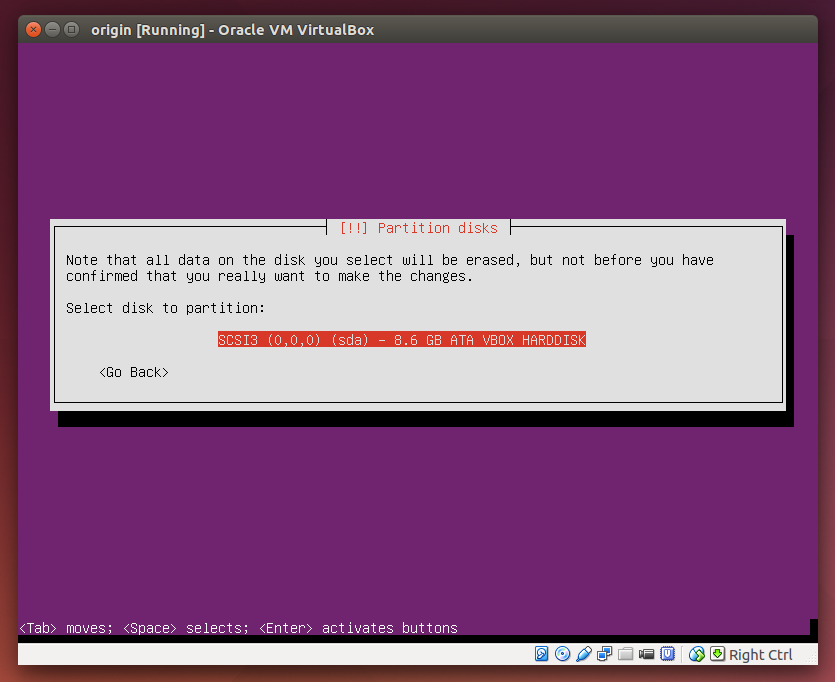 origin [Running] - Oracle VM VirtualBox
[!!] Partition disks
Note that all data on the disk you select will be erased, but not before you have
confirmed that you really want to make the changes.
Select disk to partition:
SCSI3 (0,0,0) (sda) - 8.6 GB ATA VBOX HARDDISK
<Go Back>
<Tab> moves; <Space> selects; <Enter> activates buttons
Right Ctrl